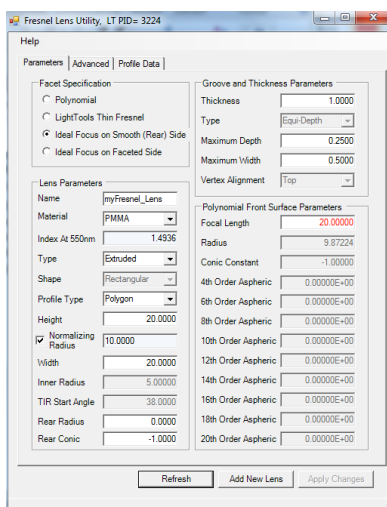 Fresnel Lens Utility, LT PID= 3224
Help
Parameters Advanced Profile Data
Facet Specification
Polynomial
LightTools Thin Fresnel
Ideal Focus on Smooth (Rear) Side
Ideal Focus on Faceted Side
Lens Parameters
Name myFresnel_Lens
Material PMMA
Index At 550nm 1.4936
Type Extruded
Shape Rectangular
Profile Type Polygon
Height 20.0000
Normalizing Radius 10.0000
Width 20.0000
Inner Radius 5.00000
TIR Start Angle 38.0000
Rear Radius 0.0000
Rear Conic -1.0000
Groove and Thickness Parameters
Thickness 1.0000
Type Equi-Depth
Maximum Depth 0.2500
Maximum Width 0.5000
Vertex Alignment Top
Polynomial Front Surface Parameters
Focal Length 20.00000
Radius 9.87224
Conic Constant -1.00000
4th Order Aspheric 0.00000E+00
6th Order Aspheric 0.00000E+00
8th Order Aspheric 0.00000E+00
10th Order Aspheric 0.00000E+00
12th Order Aspheric 0.00000E+00
14th Order Aspheric 0.00000E+00
16th Order Aspheric 0.00000E+00
18th Order Aspheric 0.00000E+00
20th Order Aspheric 0.00000E+00
Refresh Add New Lens Apply Changes